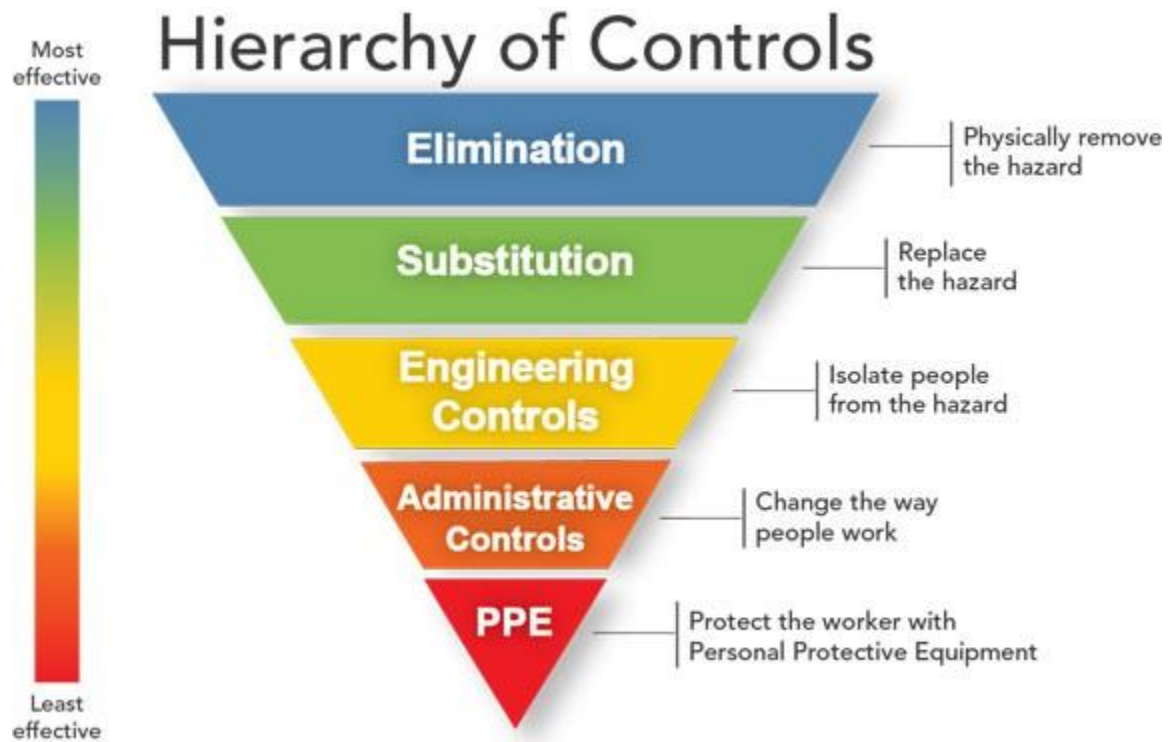 Hierarchy of Controls
Most
effective
Elimination
Physically remove
the hazard
Substitution
Replace
the hazard
Engineering
Controls
Isolate people
from the hazard
Administrative
Controls
Change the way
people work
PPE
Protect the worker with
Personal Protective Equipment
Least
effective